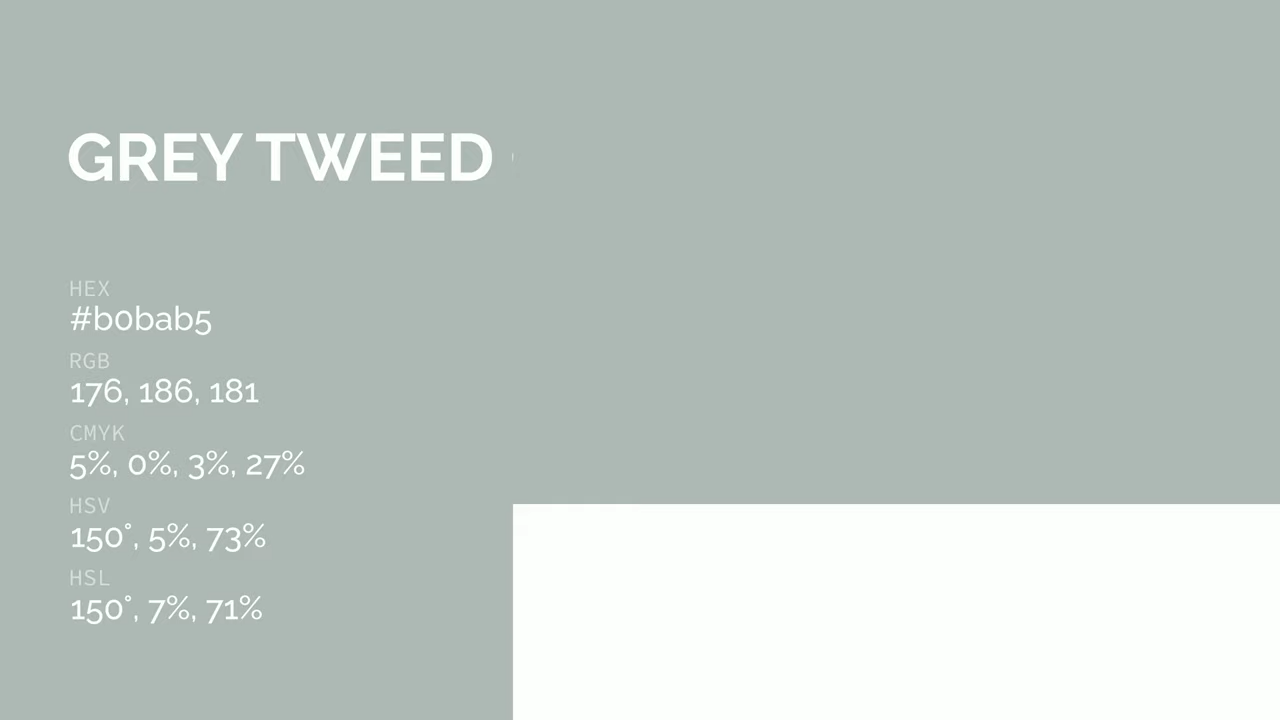 GREY TWEED
HEX
#b0bab5
RGB
176, 186, 181
CMYK
5%, 0%, 3%, 27%
HSV
150°, 5%, 73%
HSL
150°, 7%, 71%